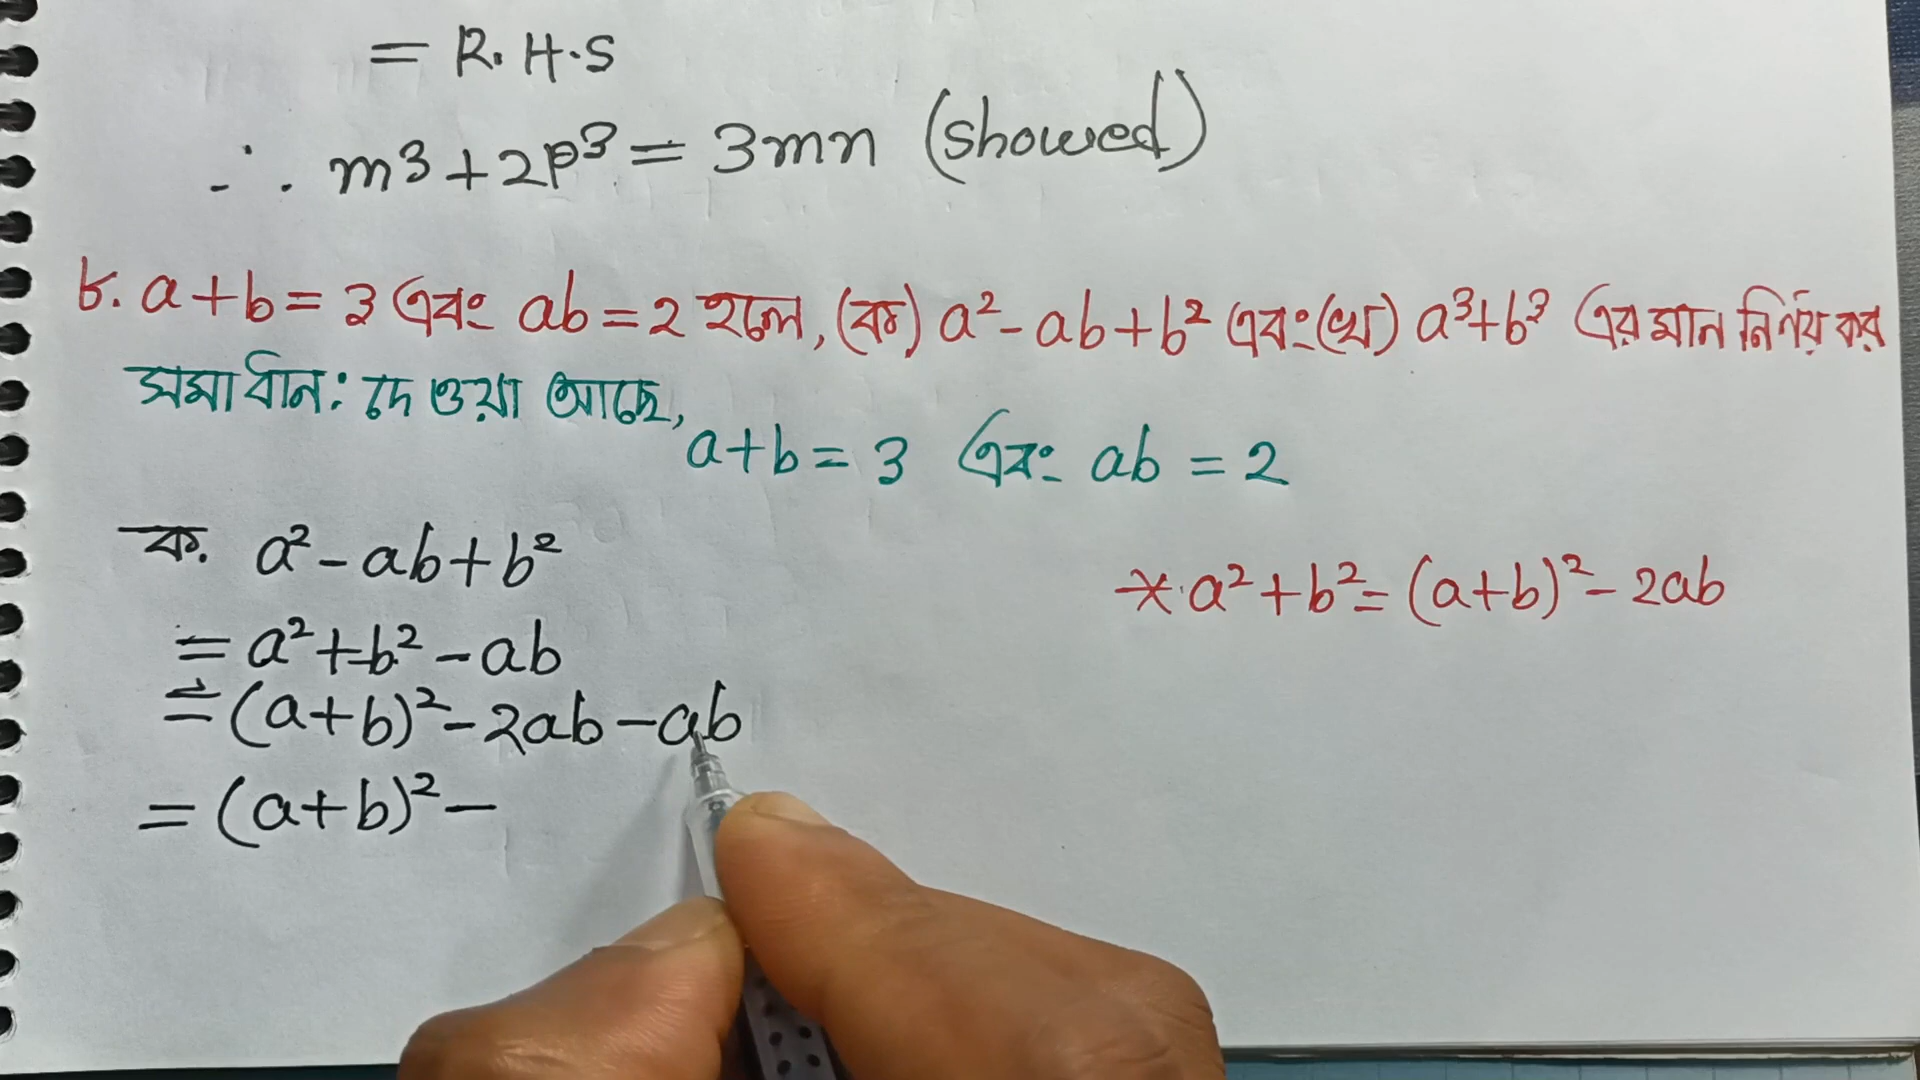 = R.H.S
∴ m³+2p³ = 3mn (showed)
৮. a+b=3 এবং ab=2 হলে, (ক) a²-ab+b² এবং (খ) a³+b³ এর মান নির্ণয় কর
সমাধান: দেওয়া আছে,
a+b=3 এবং ab=2
ক. a²-ab+b²
*. a²+b²=(a+b)²-2ab
= a²+b²-ab
= (a+b)²-2ab-ab
= (a+b)²-